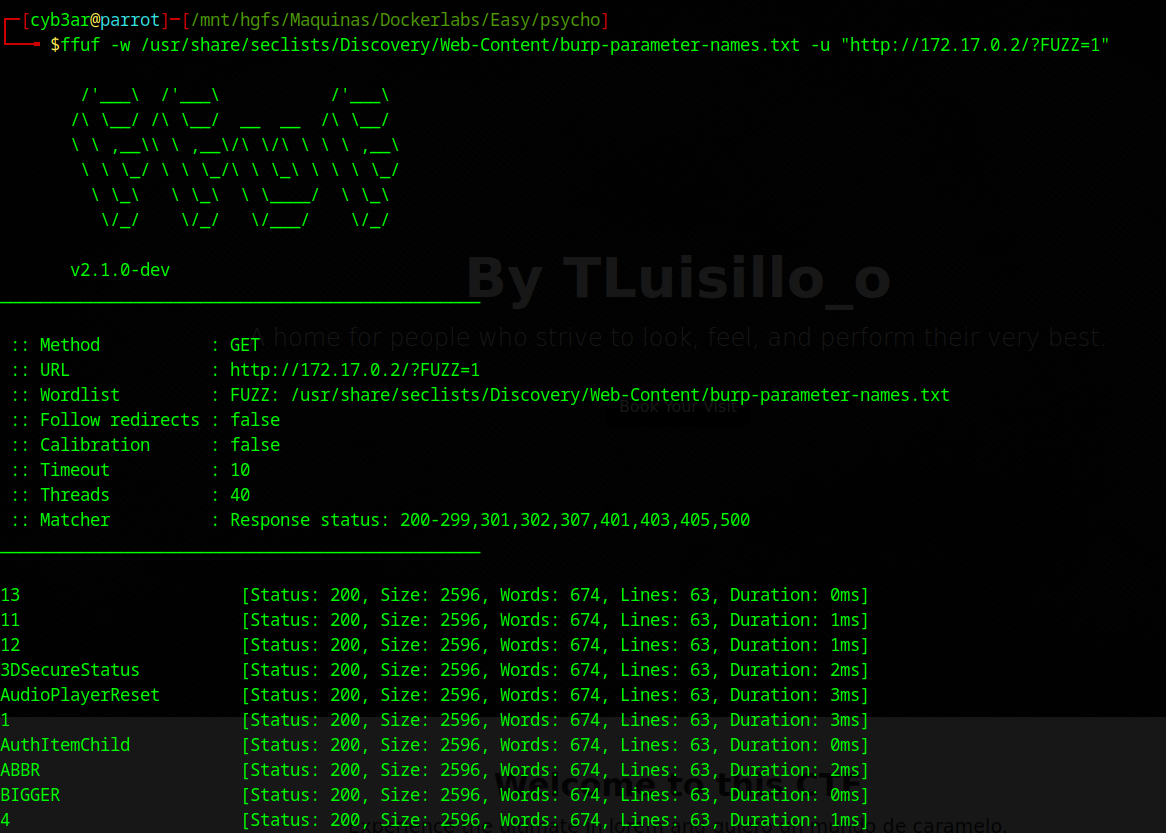 [cyb3ar@parrot]─[/mnt/hgfs/Maquinas/Dockerlabs/Easy/psycho]
$ffuf -w /usr/share/seclists/Discovery/Web-Content/burp-parameter-names.txt -u "http://172.17.0.2/?FUZZ=1"
/'___\  /'___\           /'___\
/\ \__/ /\ \__/  __  __  /\ \__/
\ \ ,__\\ \ ,__\/\ \/\ \ \ \ ,__\
\ \ \_/ \ \ \_/\ \ \_\ \ \ \ \_/
\ \_\   \ \_\  \ \____/  \ \_\
\/_/    \/_/   \/___/    \/_/
v2.1.0-dev
By TLuisillo_o
A home for people who strive to look, feel, and perform their very best.
:: Method           : GET
:: URL              : http://172.17.0.2/?FUZZ=1
:: Wordlist         : FUZZ: /usr/share/seclists/Discovery/Web-Content/burp-parameter-names.txt
Book Your Visit
:: Follow redirects : false
:: Calibration      : false
:: Timeout          : 10
:: Threads          : 40
:: Matcher          : Response status: 200-299,301,302,307,401,403,405,500
13                      [Status: 200, Size: 2596, Words: 674, Lines: 63, Duration: 0ms]
11                      [Status: 200, Size: 2596, Words: 674, Lines: 63, Duration: 1ms]
12                      [Status: 200, Size: 2596, Words: 674, Lines: 63, Duration: 1ms]
3DSecureStatus          [Status: 200, Size: 2596, Words: 674, Lines: 63, Duration: 2ms]
AudioPlayerReset        [Status: 200, Size: 2596, Words: 674, Lines: 63, Duration: 3ms]
1                       [Status: 200, Size: 2596, Words: 674, Lines: 63, Duration: 3ms]
AuthItemChild           [Status: 200, Size: 2596, Words: 674, Lines: 63, Duration: 0ms]
ABBR                    [Status: 200, Size: 2596, Words: 674, Lines: 63, Duration: 2ms]
Welcome to this CTF
BIGGER                  [Status: 200, Size: 2596, Words: 674, Lines: 63, Duration: 0ms]
4                       [Status: 200, Size: 2596, Words: 674, Lines: 63, Duration: 1ms]
de caramelo.